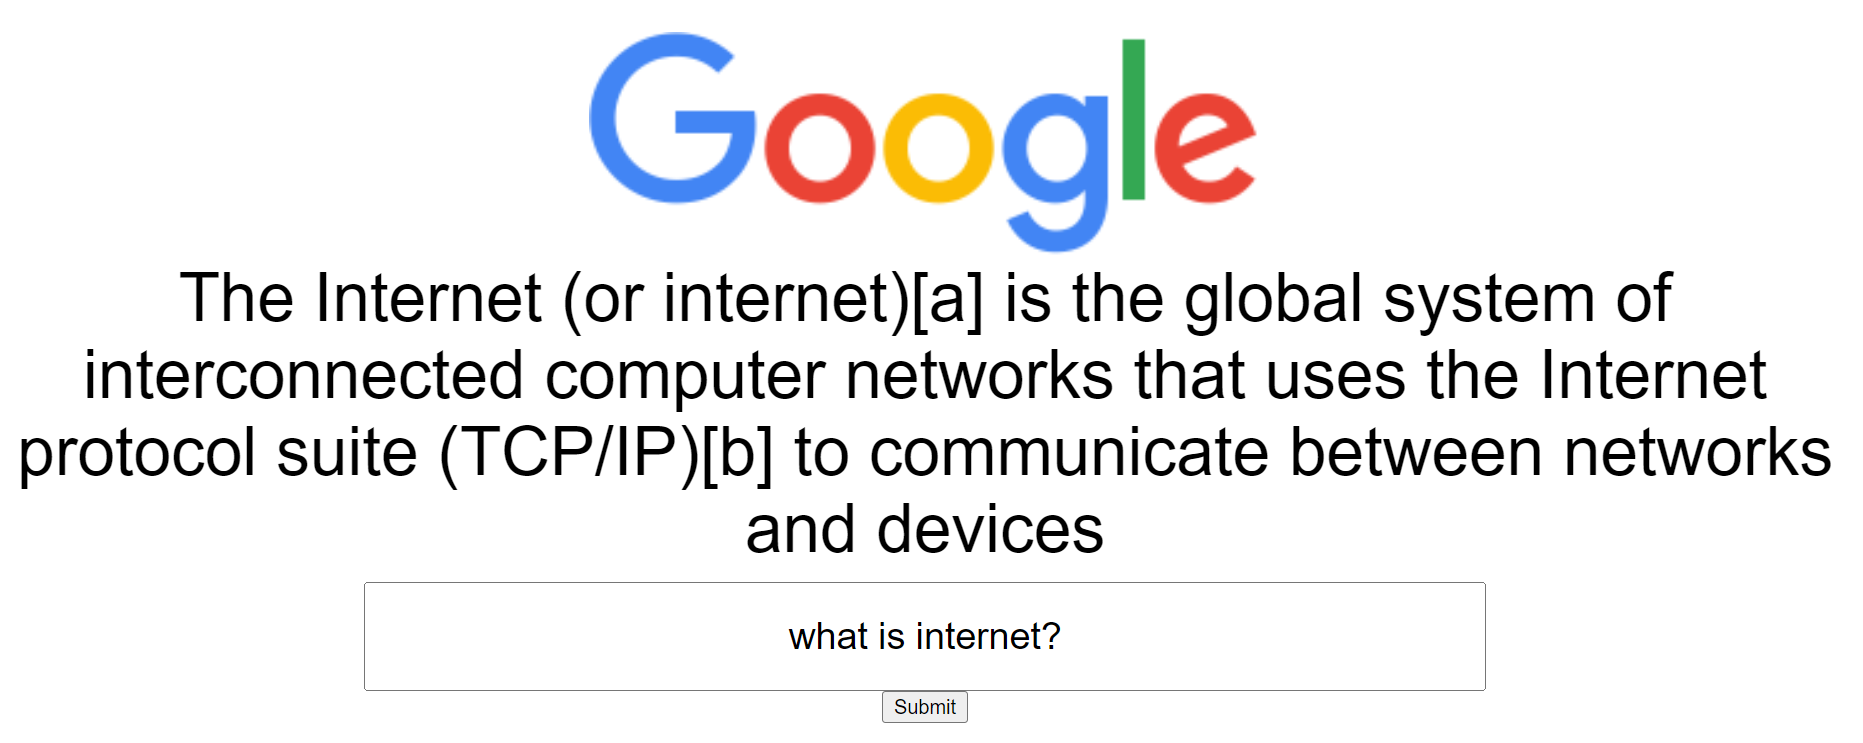 Google
The Internet (or internet)[a] is the global system of
interconnected computer networks that uses the Internet
protocol suite (TCP/IP)[b] to communicate between networks
and devices
what is internet?
Submit